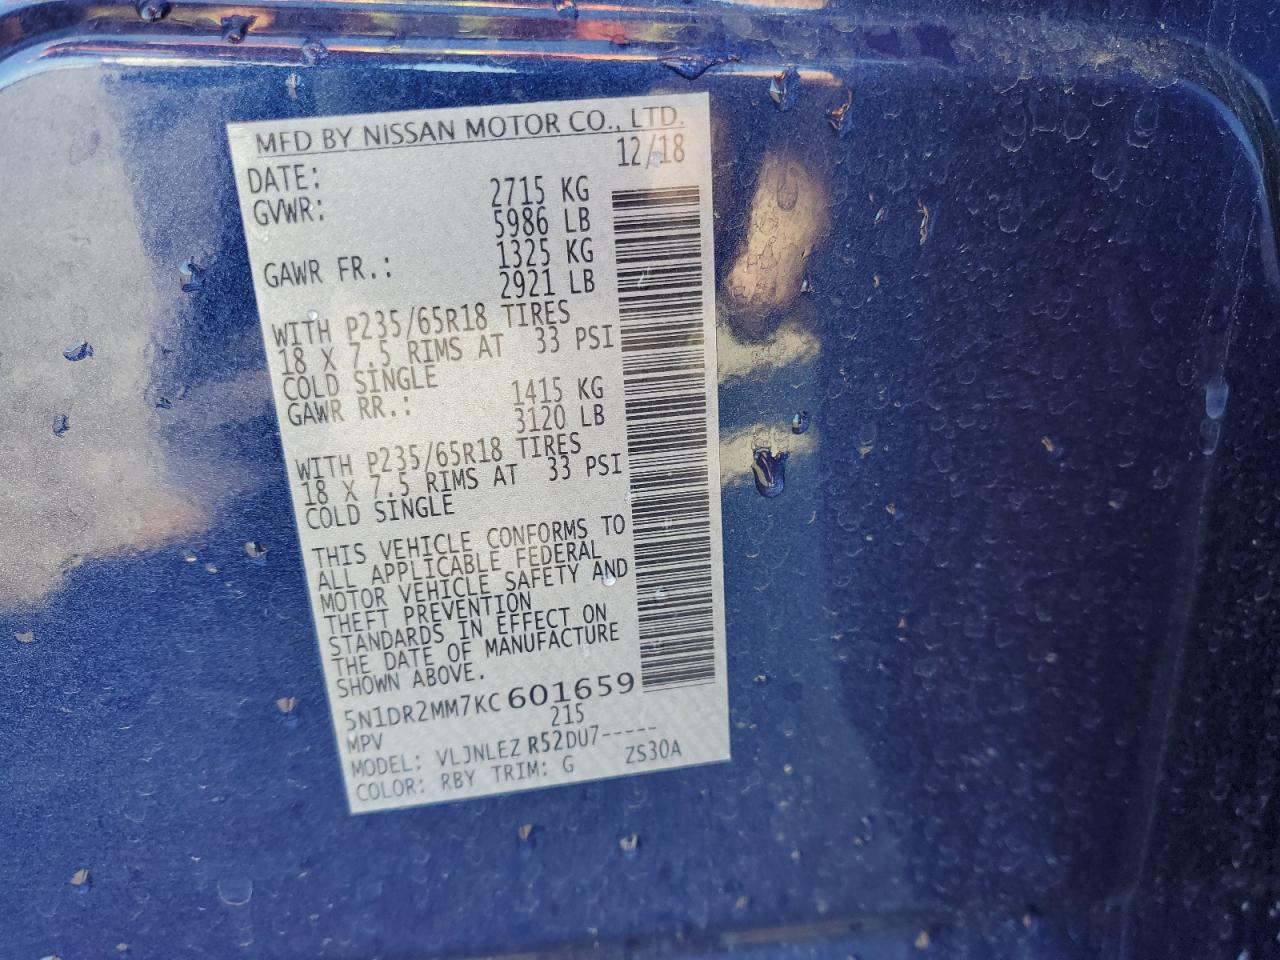 MFD BY NISSAN MOTOR CO., LTD.
DATE: 12/18
GVWR: 2715 KG
5986 LB
GAWR FR.: 1325 KG
2921 LB
WITH P235/65R18 TIRES
18 X 7.5 RIMS AT 33 PSI
COLD SINGLE
GAWR RR.: 1415 KG
3120 LB
WITH P235/65R18 TIRES
18 X 7.5 RIMS AT 33 PSI
COLD SINGLE
THIS VEHICLE CONFORMS TO
ALL APPLICABLE FEDERAL
MOTOR VEHICLE SAFETY AND
THEFT PREVENTION
STANDARDS IN EFFECT ON
THE DATE OF MANUFACTURE
SHOWN ABOVE.
5N1DR2MM7KC601659
MPV 215
MODEL: VLJNLEZ R52DU7-----
COLOR: RBY TRIM: G ZS30A